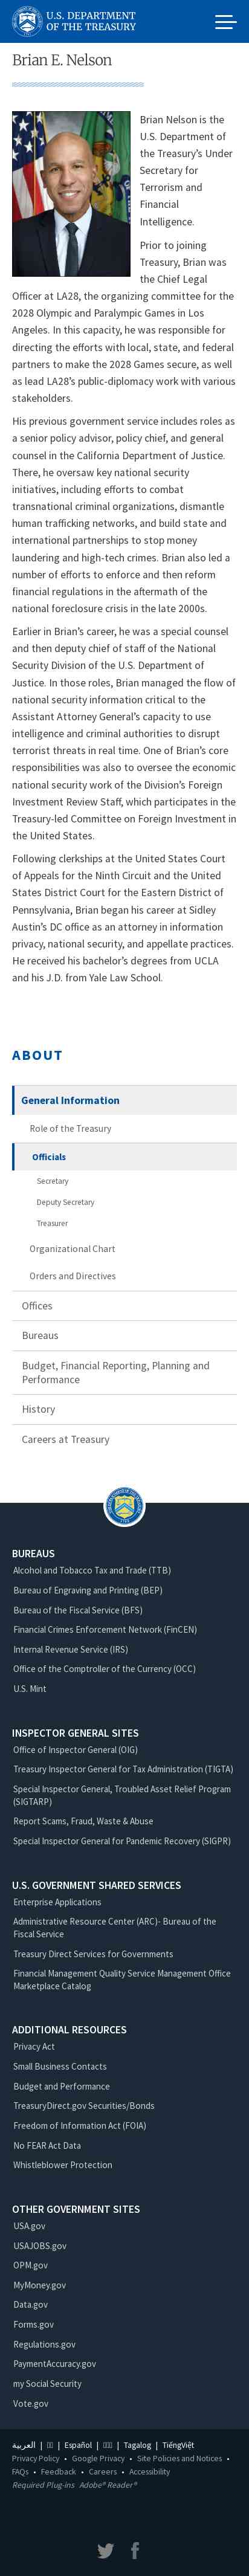 U.S. DEPARTMENT
OF THE TREASURY
Brian E. Nelson
Brian Nelson is the
U.S. Department of
the Treasury’s Under
Secretary for
Terrorism and
Financial
Intelligence.
Prior to joining
Treasury, Brian was
the Chief Legal
Officer at LA28, the organizing committee for the
2028 Olympic and Paralympic Games in Los
Angeles. In this capacity, he was responsible for
directing the efforts with local, state, and federal
partners to make the 2028 Games secure, as well
as lead LA28’s public-diplomacy work with various
stakeholders.
His previous government service includes roles as
a senior policy advisor, policy chief, and general
counsel in the California Department of Justice.
There, he oversaw key national security
initiatives, including efforts to combat
transnational criminal organizations, dismantle
human trafficking networks, and build state and
international partnerships to stop money
laundering and high-tech crimes. Brian also led a
number of efforts to enforce and then reform
financial regulations in the aftermath of the
national foreclosure crisis in the late 2000s.
Earlier in Brian’s career, he was a special counsel
and then deputy chief of staff of the National
Security Division of the U.S. Department of
Justice. In those roles, Brian managed the flow of
national security information critical to the
Assistant Attorney General’s capacity to use
intelligence and criminal authorities to disrupt
terrorist threats in real time. One of Brian’s core
responsibilities was also to oversee the economic
national security work of the Division’s Foreign
Investment Review Staff, which participates in the
Treasury-led Committee on Foreign Investment in
the United States.
Following clerkships at the United States Court
of Appeals for the Ninth Circuit and the United
States District Court for the Eastern District of
Pennsylvania, Brian began his career at Sidley
Austin’s DC office as an attorney in information
privacy, national security, and appellate practices.
He received his bachelor’s degrees from UCLA
and his J.D. from Yale Law School.
ABOUT
General Information
Role of the Treasury
Officials
Secretary
Deputy Secretary
Treasurer
Organizational Chart
Orders and Directives
Offices
Bureaus
Budget, Financial Reporting, Planning and
Performance
History
Careers at Treasury
BUREAUS
Alcohol and Tobacco Tax and Trade (TTB)
Bureau of Engraving and Printing (BEP)
Bureau of the Fiscal Service (BFS)
Financial Crimes Enforcement Network (FinCEN)
Internal Revenue Service (IRS)
Office of the Comptroller of the Currency (OCC)
U.S. Mint
INSPECTOR GENERAL SITES
Office of Inspector General (OIG)
Treasury Inspector General for Tax Administration (TIGTA)
Special Inspector General, Troubled Asset Relief Program
(SIGTARP)
Report Scams, Fraud, Waste & Abuse
Special Inspector General for Pandemic Recovery (SIGPR)
U.S. GOVERNMENT SHARED SERVICES
Enterprise Applications
Administrative Resource Center (ARC)- Bureau of the
Fiscal Service
Treasury Direct Services for Governments
Financial Management Quality Service Management Office
Marketplace Catalog
ADDITIONAL RESOURCES
Privacy Act
Small Business Contacts
Budget and Performance
TreasuryDirect.gov Securities/Bonds
Freedom of Information Act (FOIA)
No FEAR Act Data
Whistleblower Protection
OTHER GOVERNMENT SITES
USA.gov
USAJOBS.gov
OPM.gov
MyMoney.gov
Data.gov
Forms.gov
Regulations.gov
PaymentAccuracy.gov
my Social Security
Vote.gov
العربية | | Español | | Tagalog | TiếngViệt
Privacy Policy • Google Privacy • Site Policies and Notices •
FAQs • Feedback • Careers • Accessibility
Required Plug-ins Adobe® Reader®